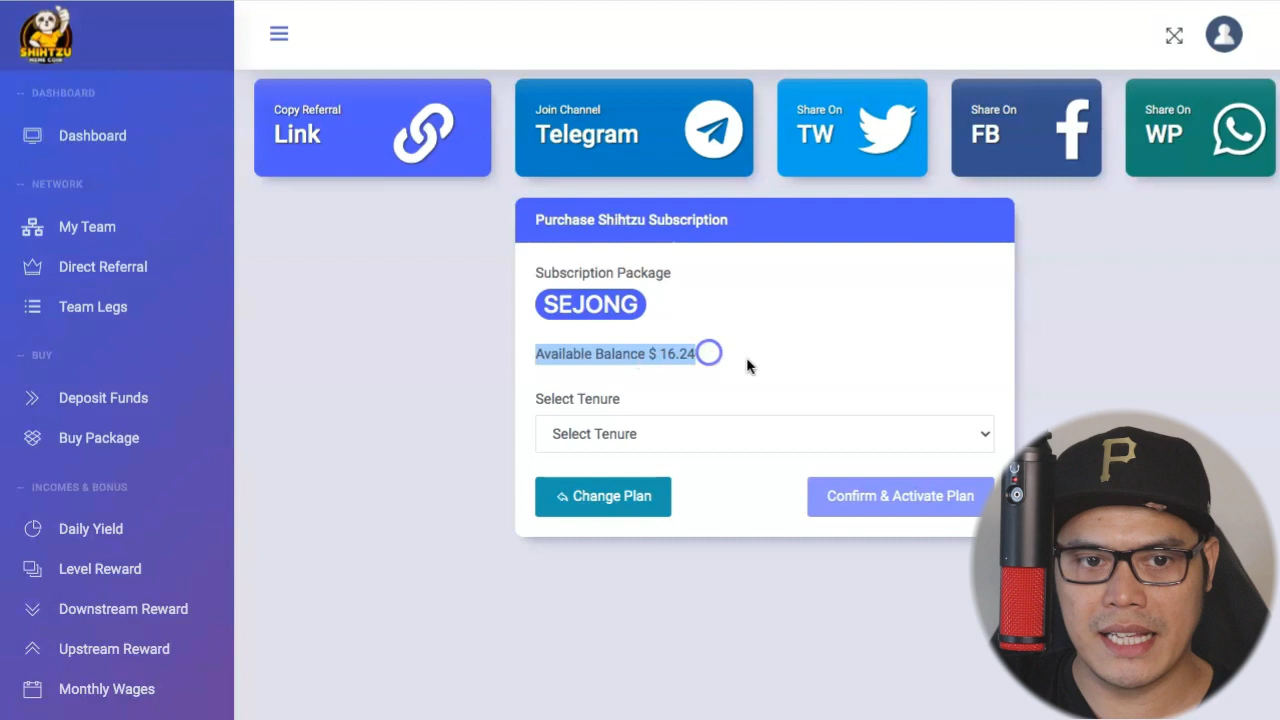 SHIHTZU
MEME COIN
DASHBOARD
Dashboard
NETWORK
My Team
Direct Referral
Team Legs
BUY
Deposit Funds
Buy Package
INCOMES & BONUS
Daily Yield
Level Reward
Downstream Reward
Upstream Reward
Monthly Wages
Copy Referral
Link
Join Channel
Telegram
Share On
TW
Share On
FB
Share On
WP
Purchase Shihtzu Subscription
Subscription Package
SEJONG
Available Balance $ 16.24
Select Tenure
Select Tenure
Change Plan
Confirm & Activate Plan
P